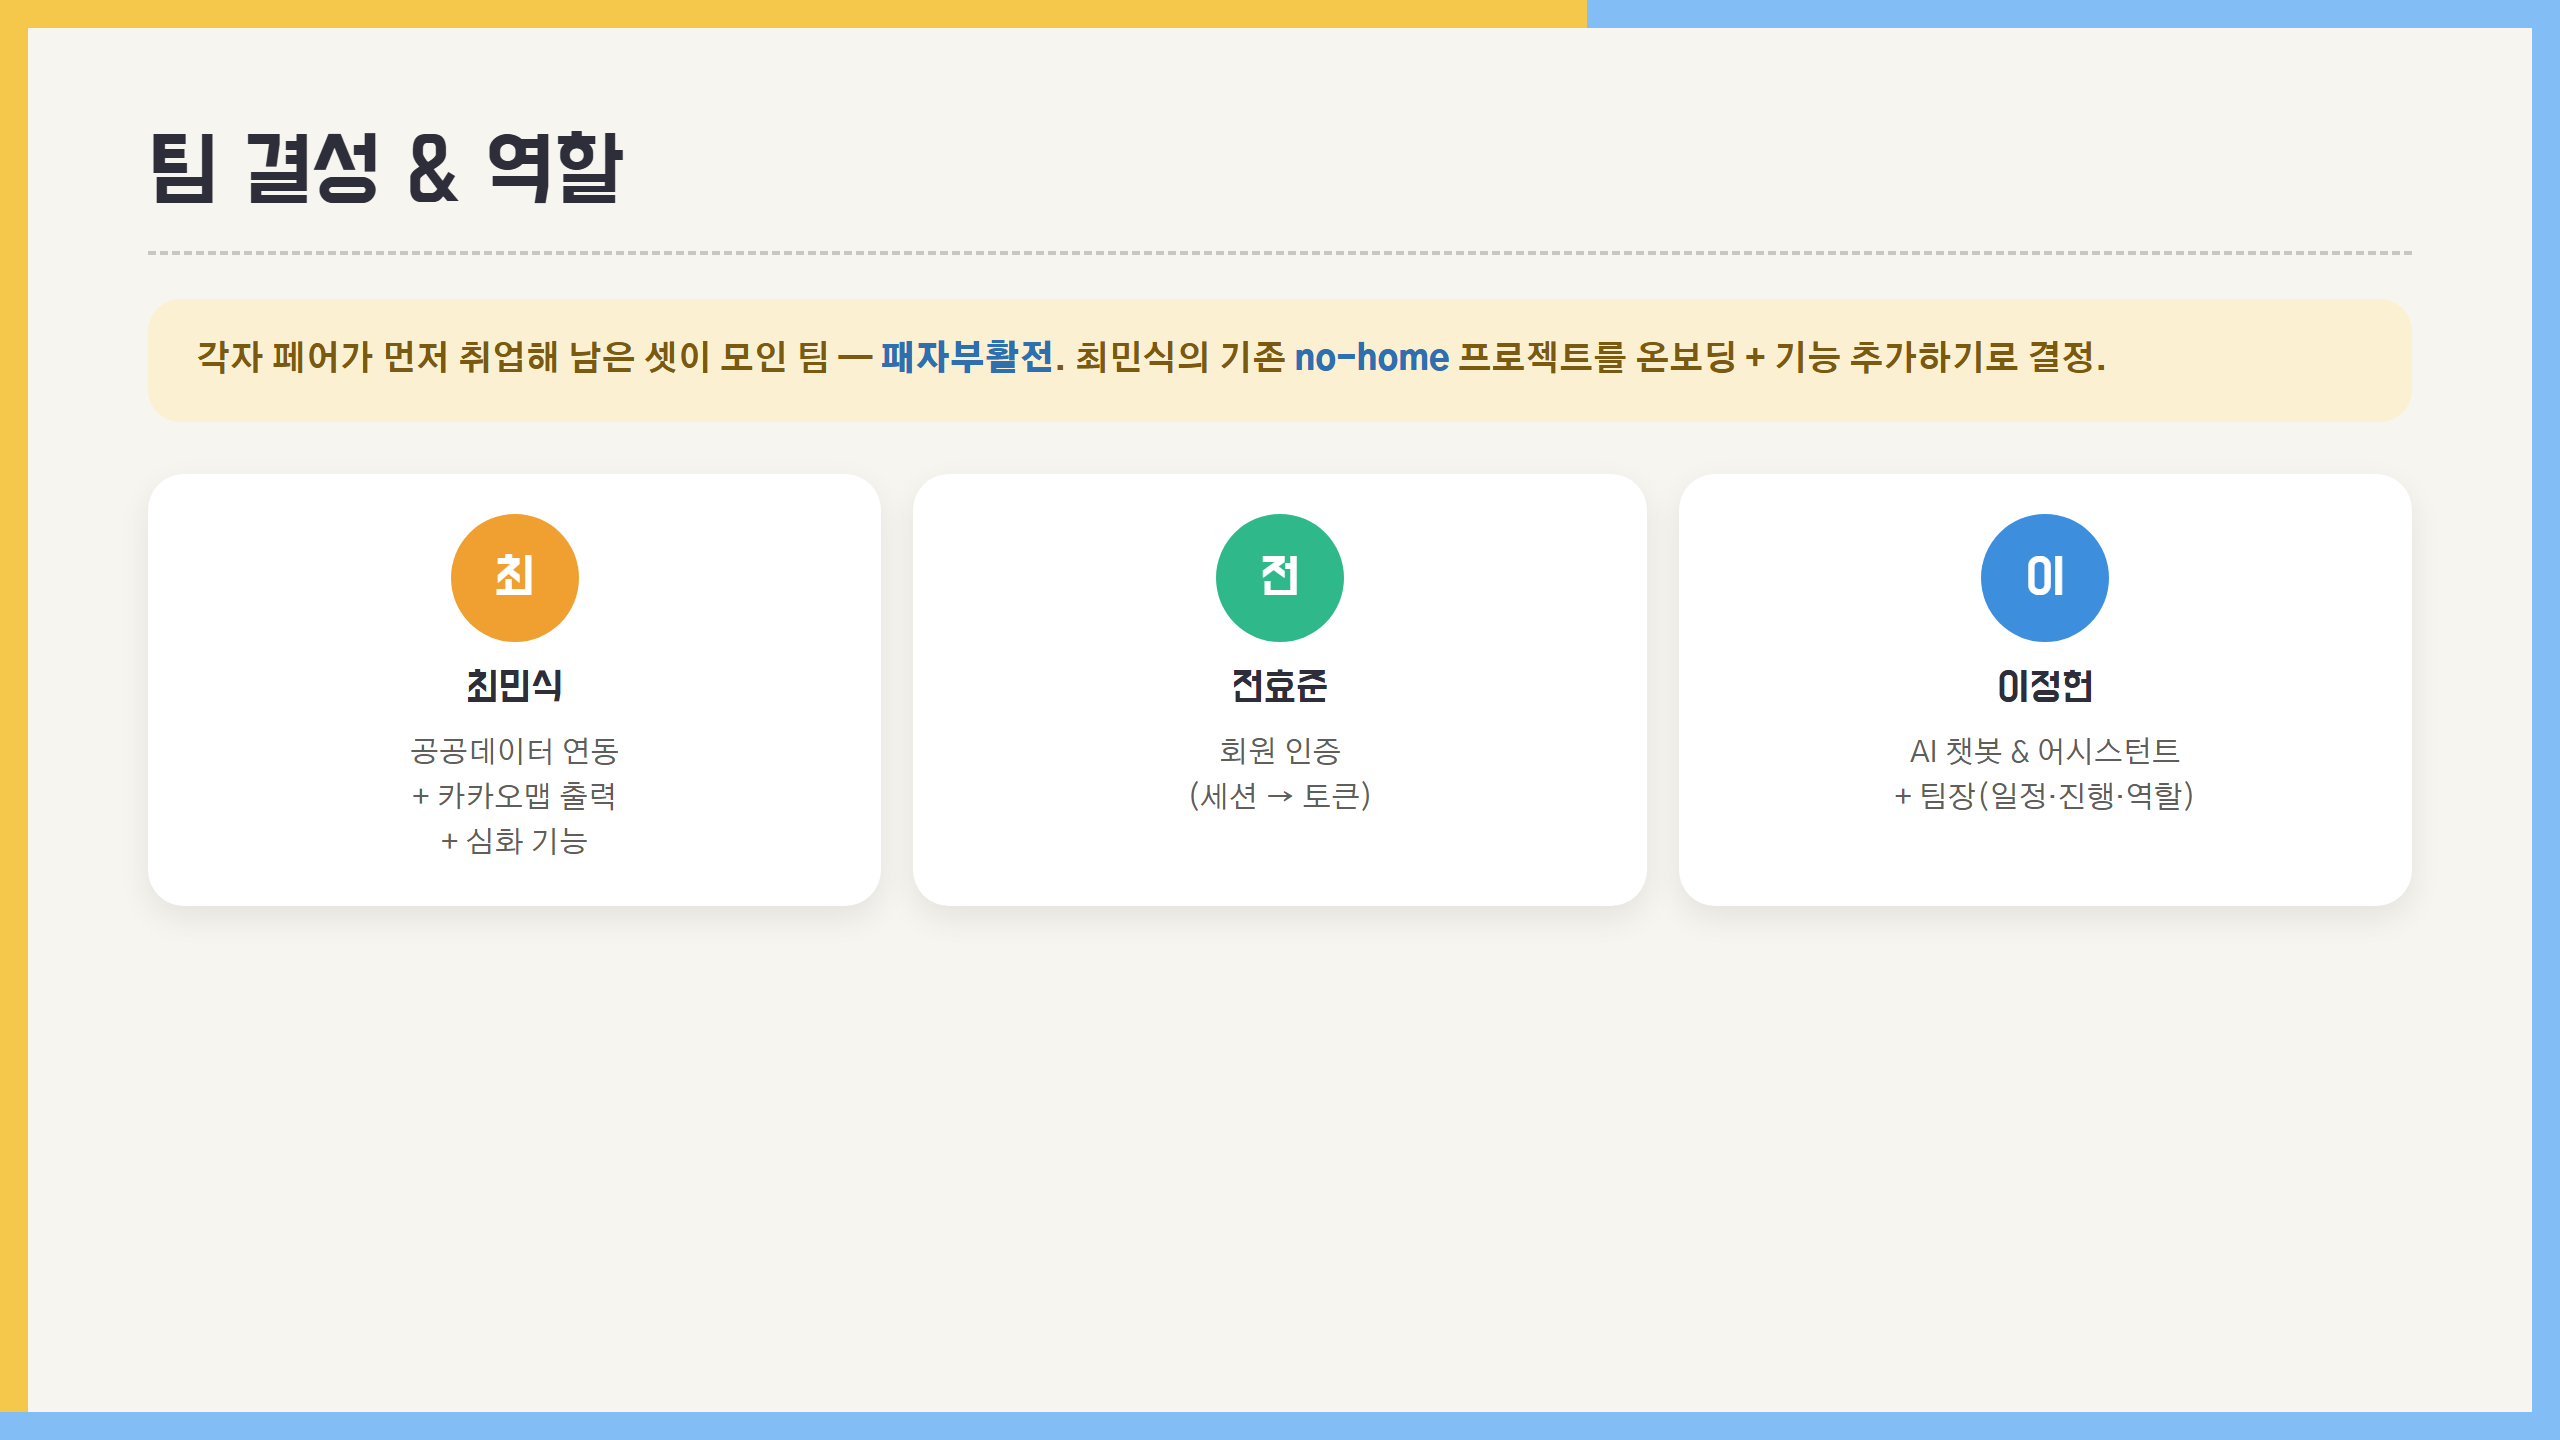 팀 결성 & 역할
각자 페어가 먼저 취업해 남은 셋이 모인 팀 — 패자부활전. 최민식의 기존 no-home 프로젝트를 온보딩 + 기능 추가하기로 결정.
최
최민식
공공데이터 연동
+ 카카오맵 출력
+ 심화 기능
전
전효준
회원 인증
(세션 → 토큰)
이
이정헌
AI 챗봇 & 어시스턴트
+ 팀장(일정·진행·역할)